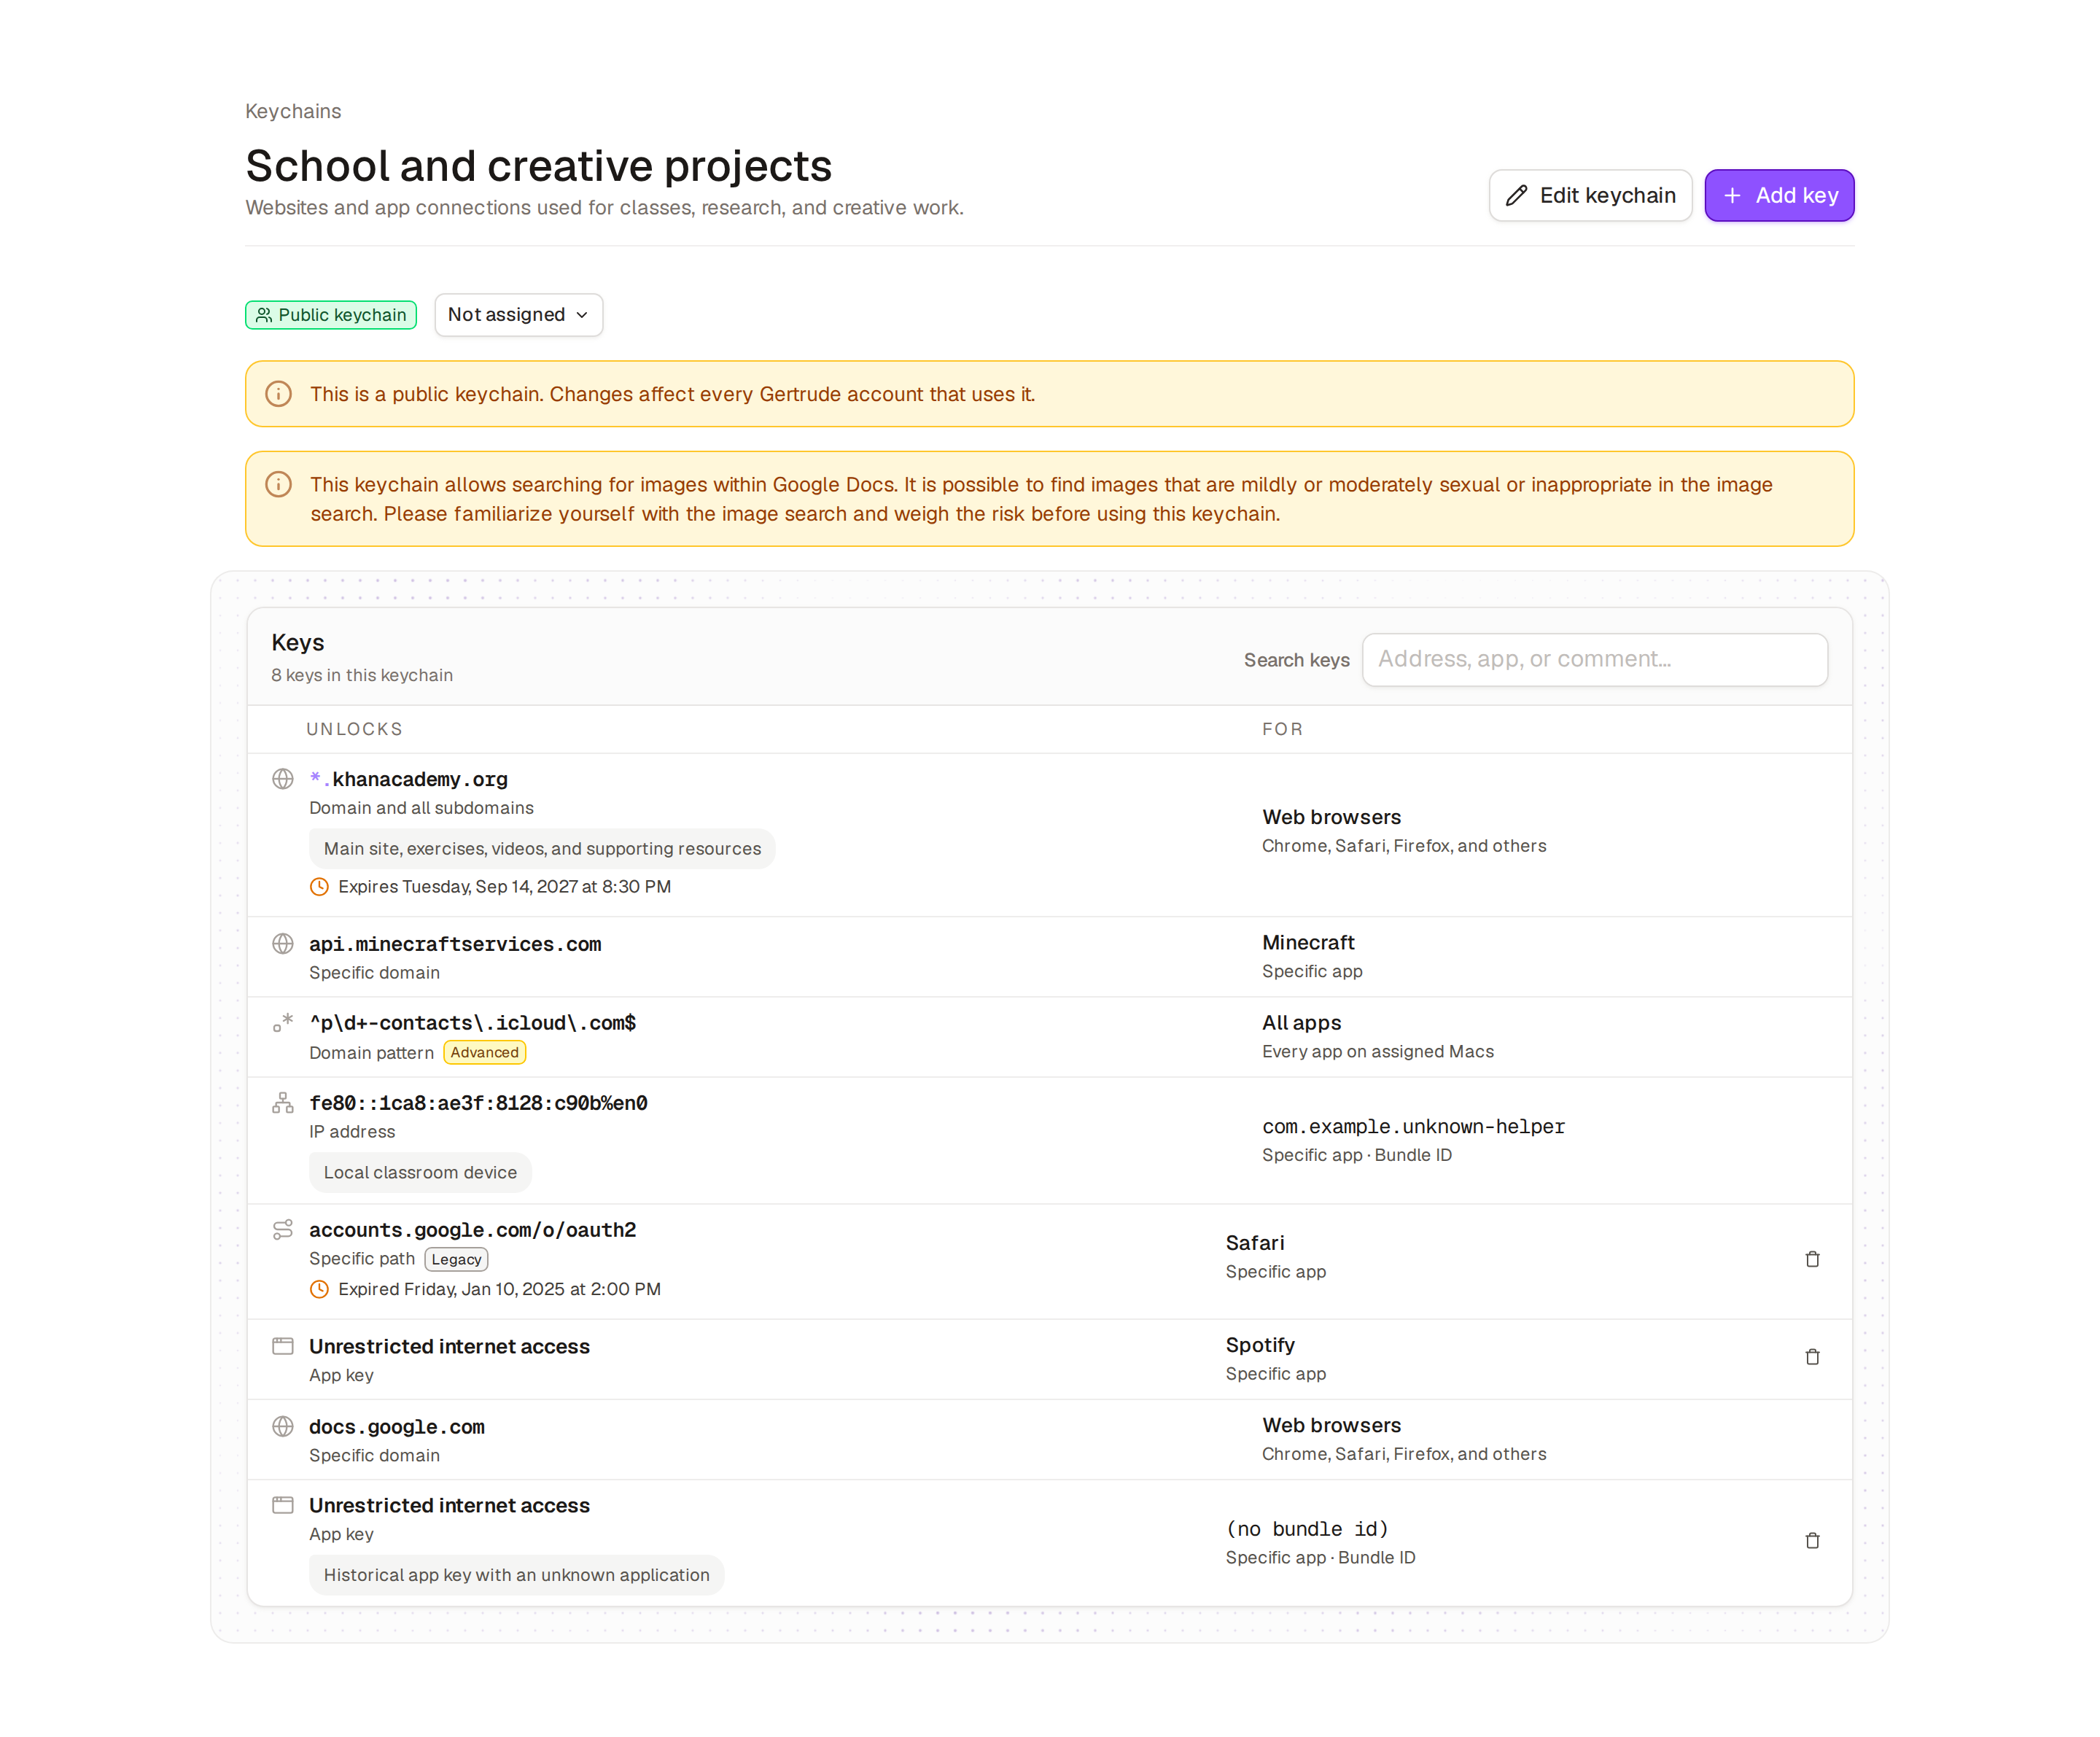 Keychains
School and creative projects
Websites and app connections used for classes, research, and creative work.
Edit keychain
Add key
Public keychain
Not assigned
This is a public keychain. Changes affect every Gertrude account that uses it.
This keychain allows searching for images within Google Docs. It is possible to find images that are mildly or moderately sexual or inappropriate in the image
search. Please familiarize yourself with the image search and weigh the risk before using this keychain.
Keys
8 keys in this keychain
Search keys
Address, app, or comment...
UNLOCKS
FOR
*.khanacademy.org
Domain and all subdomains
Main site, exercises, videos, and supporting resources
Expires Tuesday, Sep 14, 2027 at 8:30 PM
Web browsers
Chrome, Safari, Firefox, and others
api.minecraftservices.com
Specific domain
Minecraft
Specific app
^p\d+-contacts\.icloud\.com$
Domain pattern Advanced
All apps
Every app on assigned Macs
fe80::1ca8:ae3f:8128:c90b%en0
IP address
Local classroom device
com.example.unknown-helper
Specific app · Bundle ID
accounts.google.com/o/oauth2
Specific path Legacy
Expired Friday, Jan 10, 2025 at 2:00 PM
Safari
Specific app
Unrestricted internet access
App key
Spotify
Specific app
docs.google.com
Specific domain
Web browsers
Chrome, Safari, Firefox, and others
Unrestricted internet access
App key
Historical app key with an unknown application
(no bundle id)
Specific app · Bundle ID